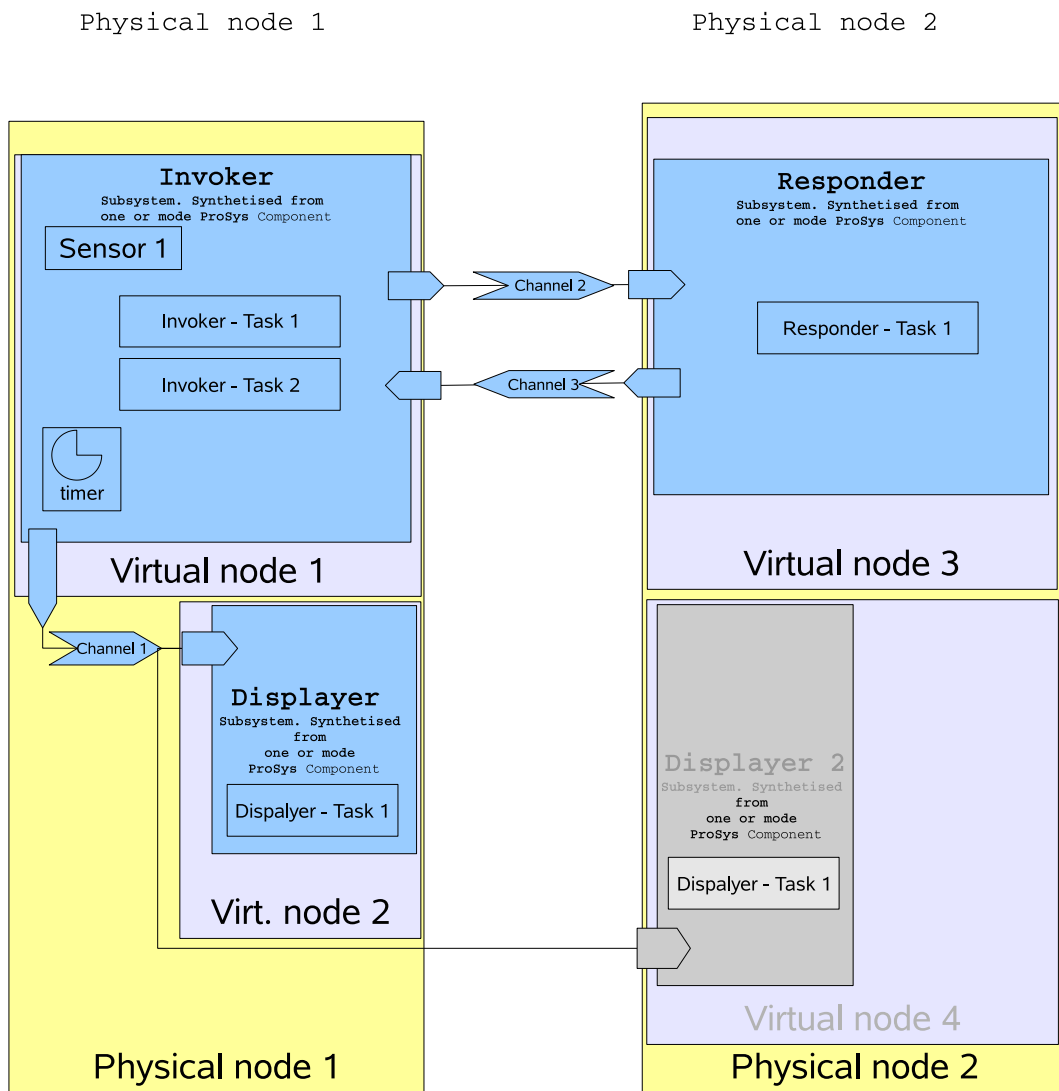 Physical node 1
Physical node 2
Invoker
Subsystem. Synthetised from
one or mode ProSys Component
Sensor 1
Invoker - Task 1
Invoker - Task 2
timer
Virtual node 1
Channel 2
Channel 3
Responder
Subsystem. Synthetised from
one or mode ProSys Component
Responder - Task 1
Virtual node 3
Channel 1
Displayer
Subsystem. Synthetised
from
one or mode
ProSys Component
Dispalyer - Task 1
Virt. node 2
Displayer 2
Subsystem. Synthetised
from
one or mode
ProSys Component
Dispalyer - Task 1
Virtual node 4
Physical node 1
Physical node 2